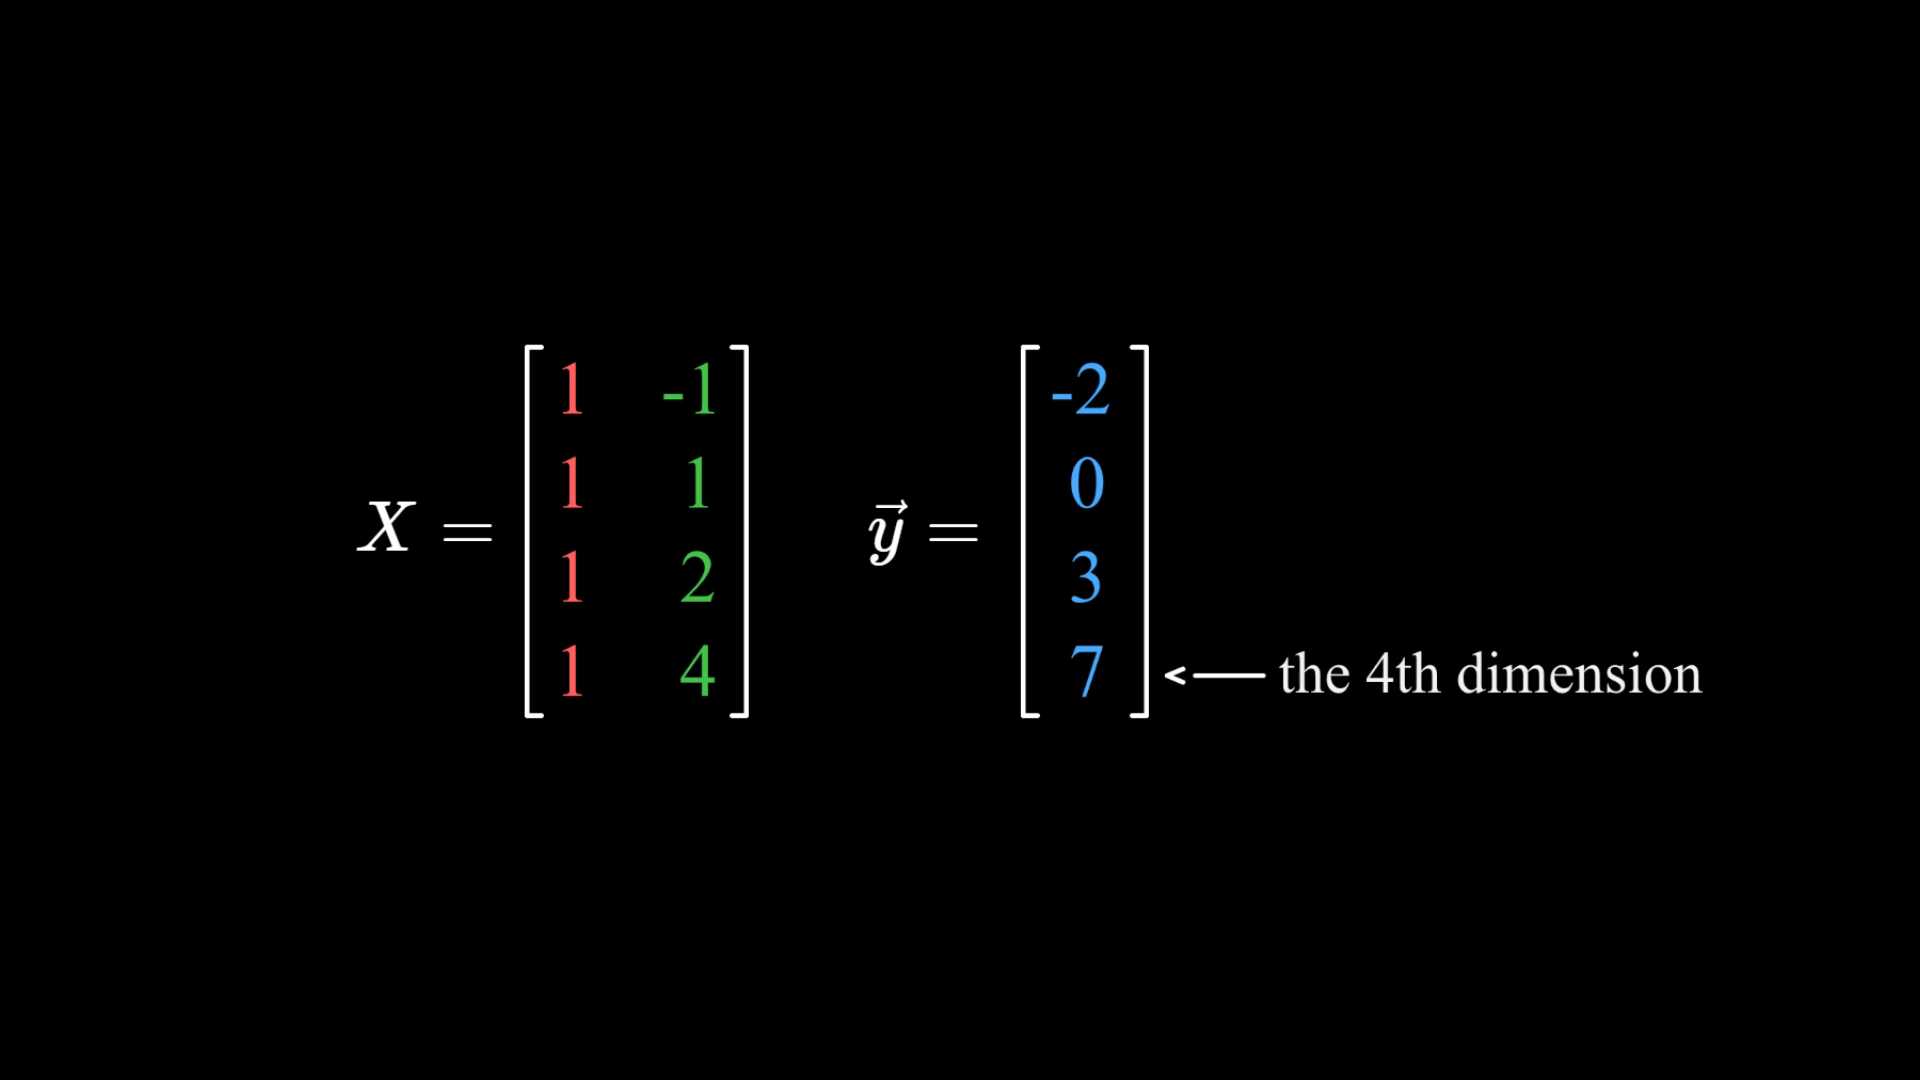 X = [ 1 -1 ] y⃗ = [ -2 ]
1 1 0
1 2 3
1 4 7 <— the 4th dimension